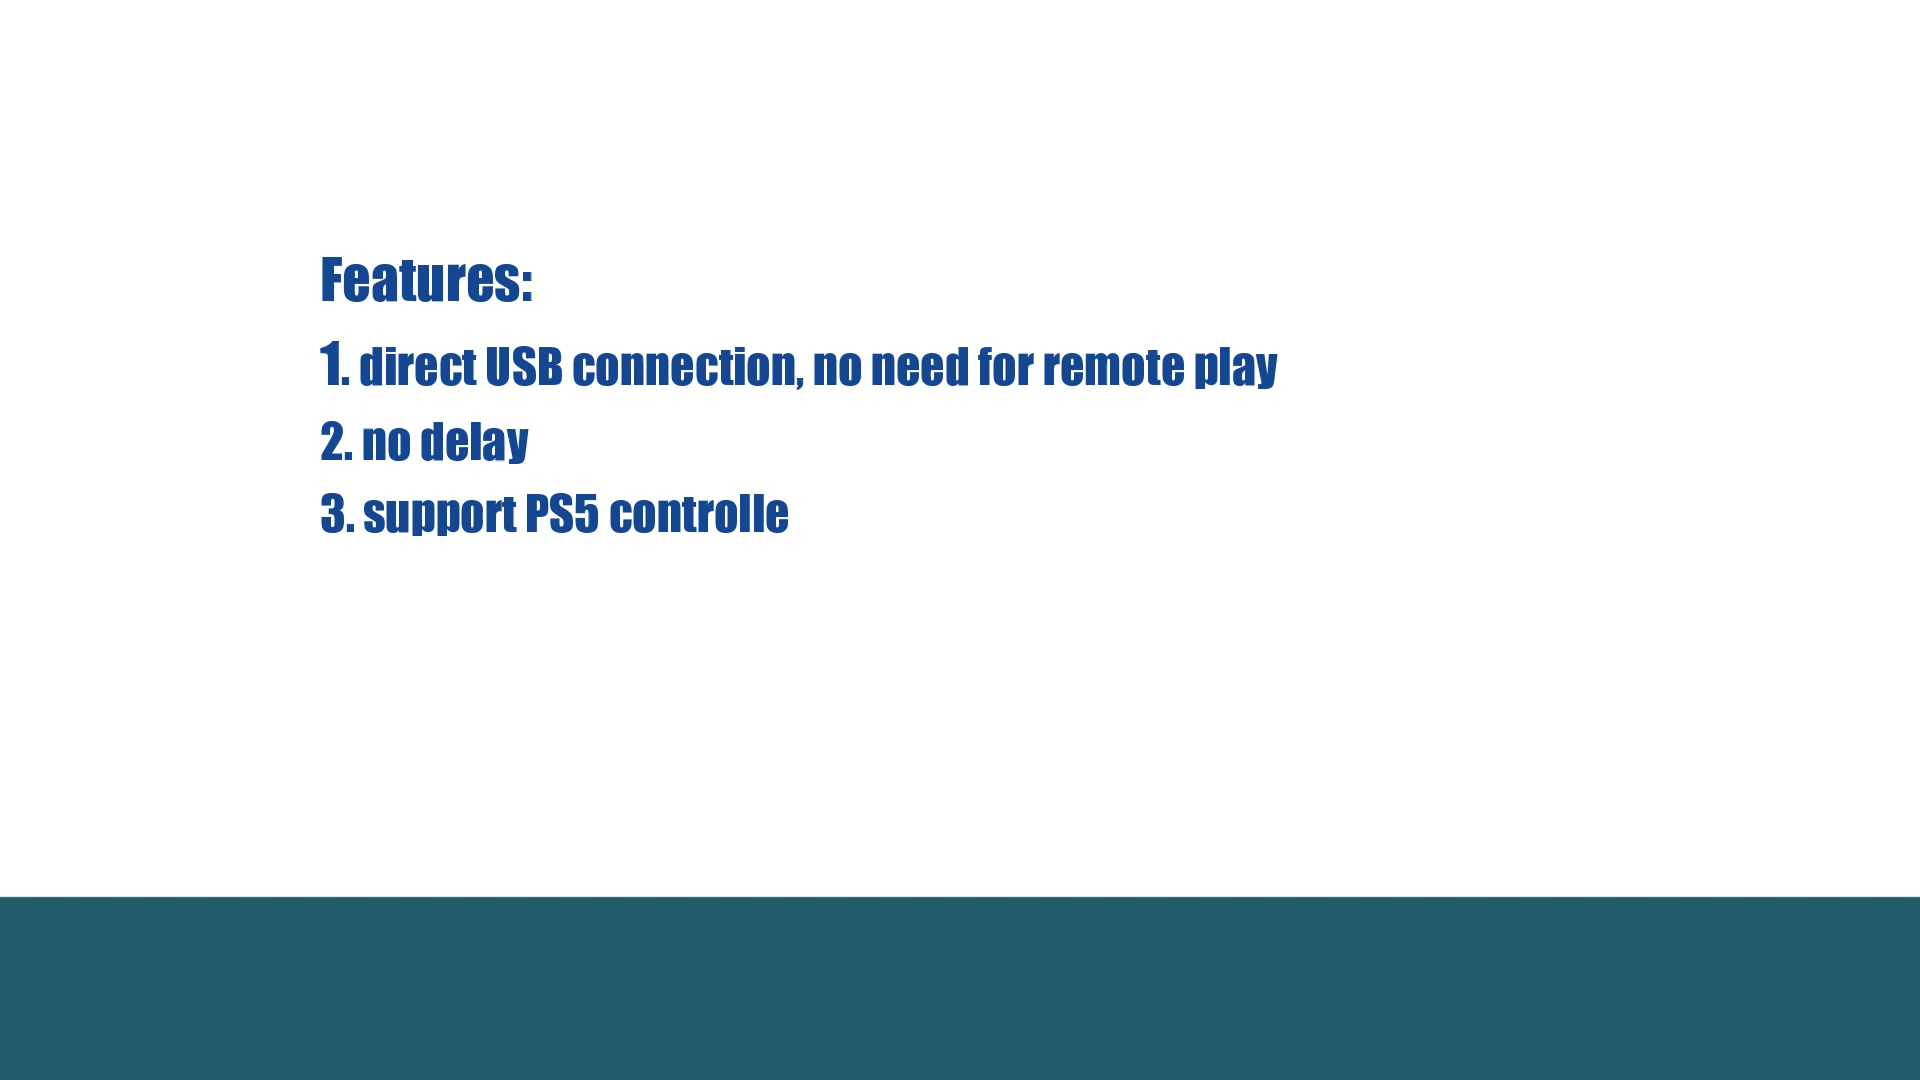 Features:
1. direct USB connection, no need for remote play
2. no delay
3. support PS5 controlle